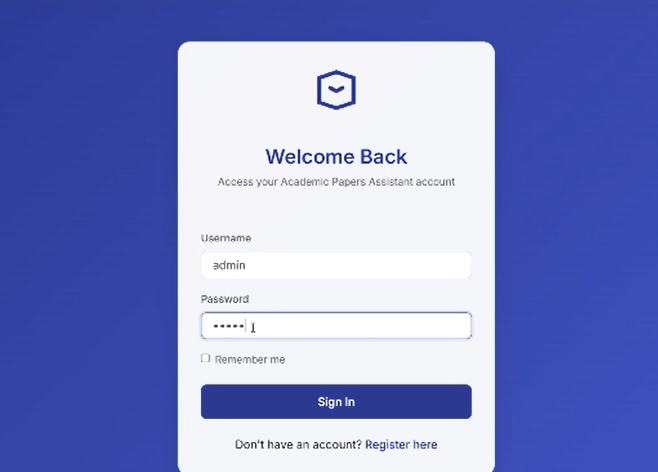 Welcome Back
Access your Academic Papers Assistant account
Username
admin
Password
•••••
Remember me
Sign In
Don't have an account? Register here